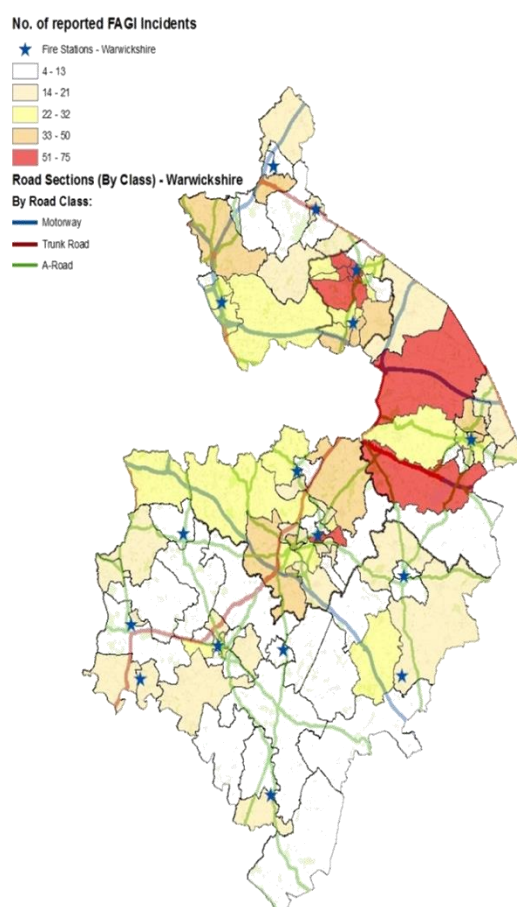 No. of reported FAGI Incidents
Fire Stations - Warwickshire
4 - 13
14 - 21
22 - 32
33 - 50
51 - 75
Road Sections (By Class) - Warwickshire
By Road Class:
Motorway
Trunk Road
A-Road